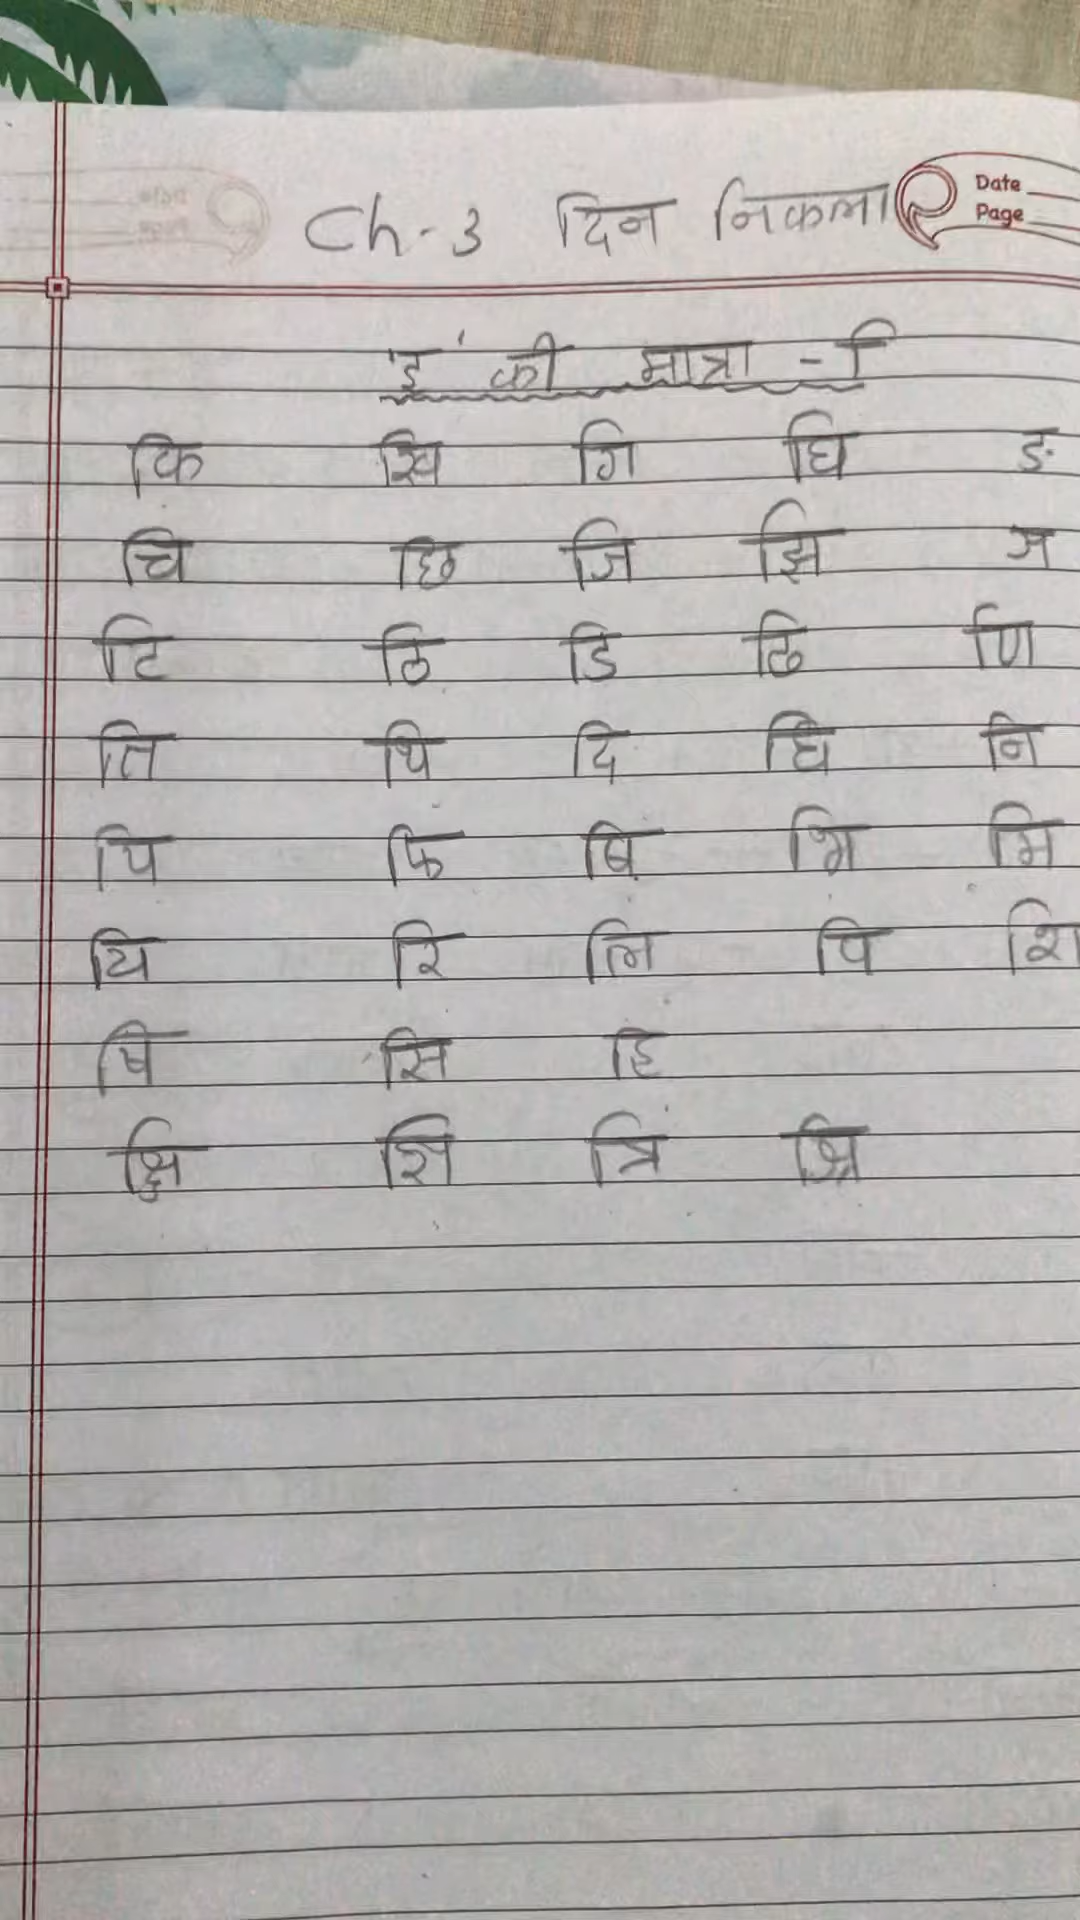 Date
Page
Ch-3 दिन निकला
'इ' की मात्रा - ि
कि खि गि घि ङ
चि छि जि झि ञ
टि ठि डि ढि णि
ति थि दि धि नि
पि फि बि भि मि
यि रि लि वि शि
षि सि हि
क्षि त्रि श्रि